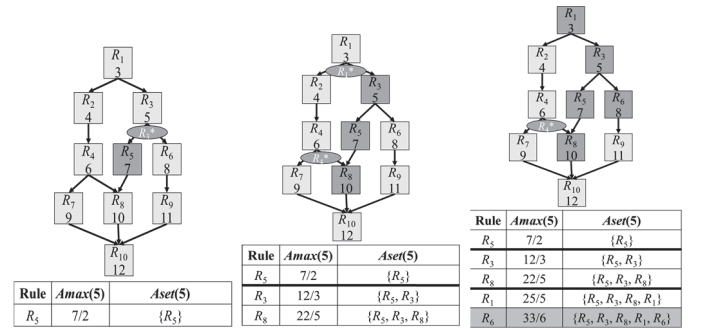 R₁
3
R₂ R₃
4 5
R₄ R₅ R₆
6 7 8
R₇ R₈ R₉
9 10 11
R₁₀
12
Rule Amax(5) Aset(5)
R₅ 7/2 {R₅}
R₁
3
R₂ R₃
4 5
R₄ R₅ R₆
6 7 8
R₇ R₈ R₉
9 10 11
R₁₀
12
Rule Amax(5) Aset(5)
R₅ 7/2 {R₅}
R₃ 12/3 {R₅, R₃}
R₈ 22/5 {R₅, R₃, R₈}
R₁
3
R₂ R₃
4 5
R₄ R₅ R₆
6 7 8
R₇ R₈ R₉
9 10 11
R₁₀
12
Rule Amax(5) Aset(5)
R₅ 7/2 {R₅}
R₃ 12/3 {R₅, R₃}
R₈ 22/5 {R₅, R₃, R₈}
R₁ 25/5 {R₅, R₃, R₈, R₁}
R₆ 33/6 {R₅, R₃, R₈, R₁, R₆}